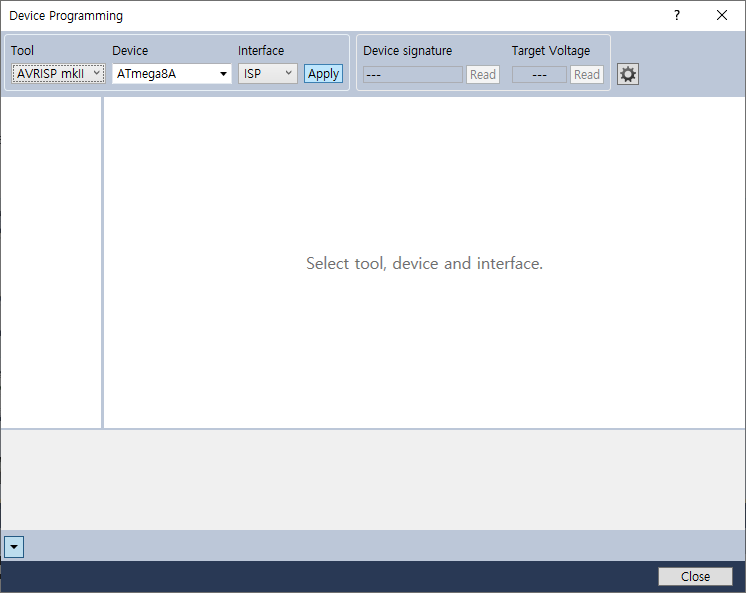 Device Programming
?
Tool Device Interface Device signature Target Voltage
AVRISP mkII ATmega8A ISP Apply --- Read --- Read
Select tool, device and interface.
Close